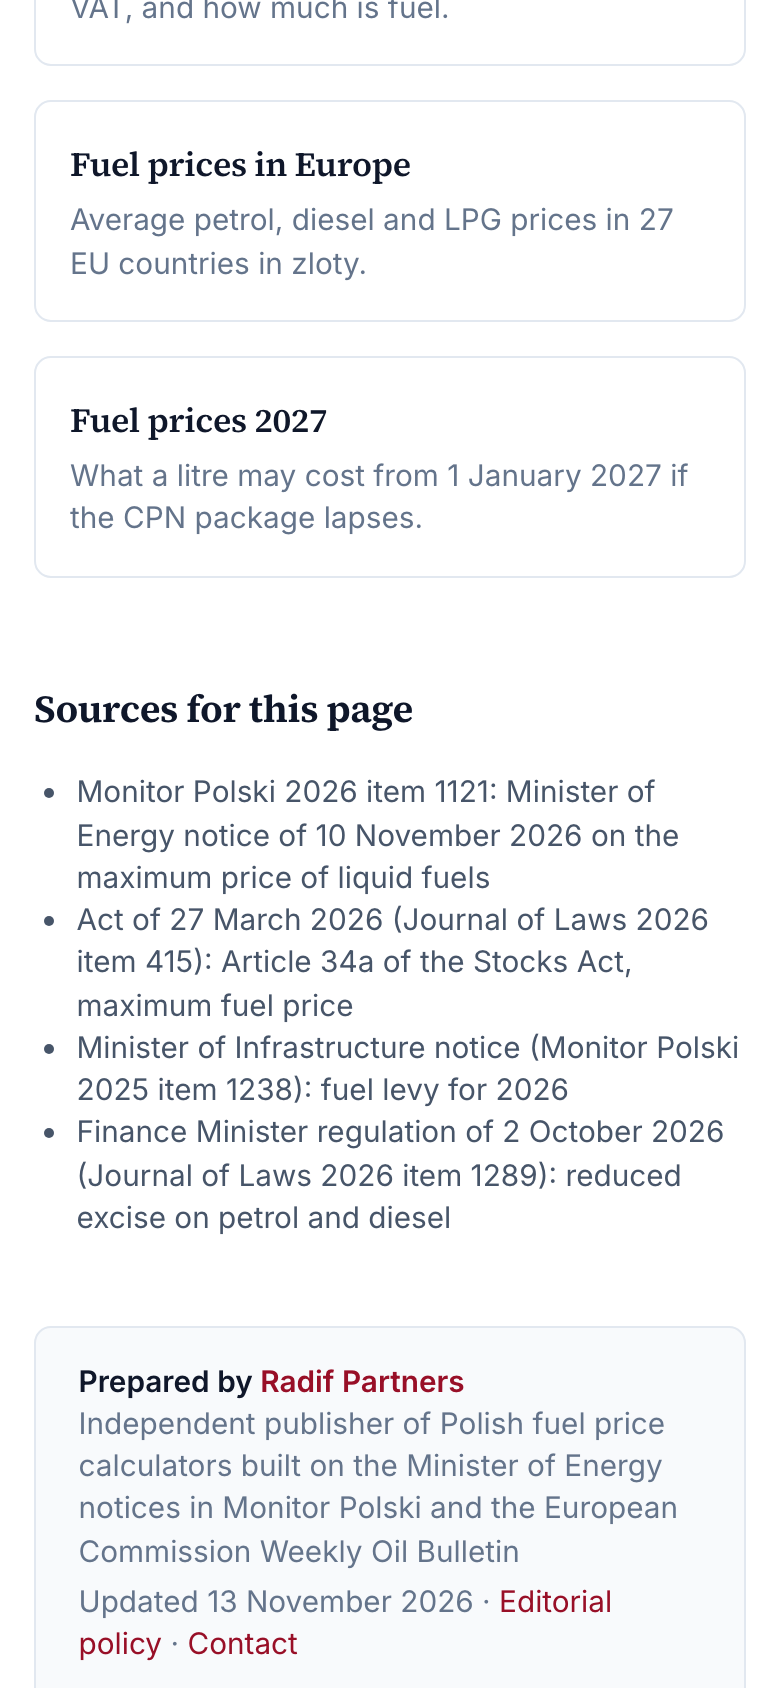 VAT, and how much is fuel.
Fuel prices in Europe
Average petrol, diesel and LPG prices in 27
EU countries in zloty.
Fuel prices 2027
What a litre may cost from 1 January 2027 if
the CPN package lapses.
Sources for this page
• Monitor Polski 2026 item 1121: Minister of
Energy notice of 10 November 2026 on the
maximum price of liquid fuels
• Act of 27 March 2026 (Journal of Laws 2026
item 415): Article 34a of the Stocks Act,
maximum fuel price
• Minister of Infrastructure notice (Monitor Polski
2025 item 1238): fuel levy for 2026
• Finance Minister regulation of 2 October 2026
(Journal of Laws 2026 item 1289): reduced
excise on petrol and diesel
Prepared by Radif Partners
Independent publisher of Polish fuel price
calculators built on the Minister of Energy
notices in Monitor Polski and the European
Commission Weekly Oil Bulletin
Updated 13 November 2026 · Editorial
policy · Contact